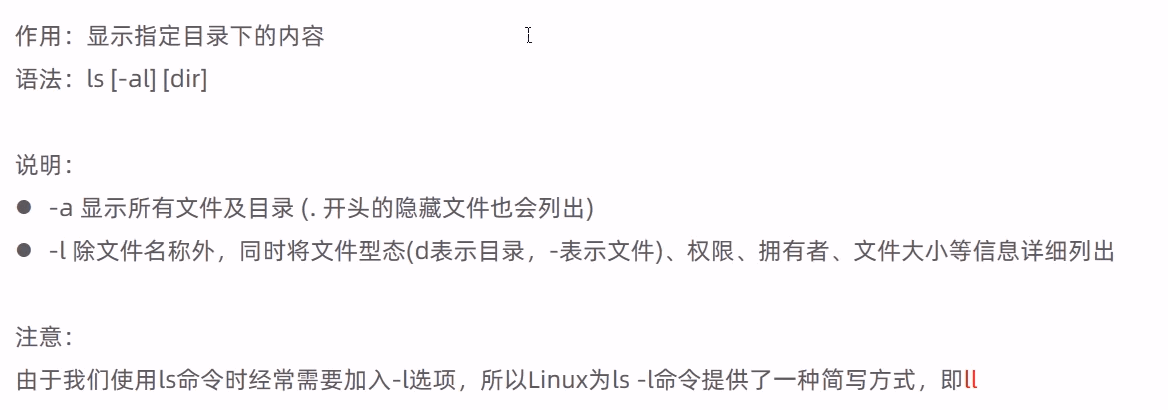 作用：显示指定目录下的内容
语法：ls [-al] [dir]
说明：
● -a 显示所有文件及目录 (. 开头的隐藏文件也会列出)
● -l 除文件名称外，同时将文件型态(d表示目录，-表示文件)、权限、拥有者、文件大小等信息详细列出
注意：
由于我们使用ls命令时经常需要加入-l选项，所以Linux为ls -l命令提供了一种简写方式，即ll